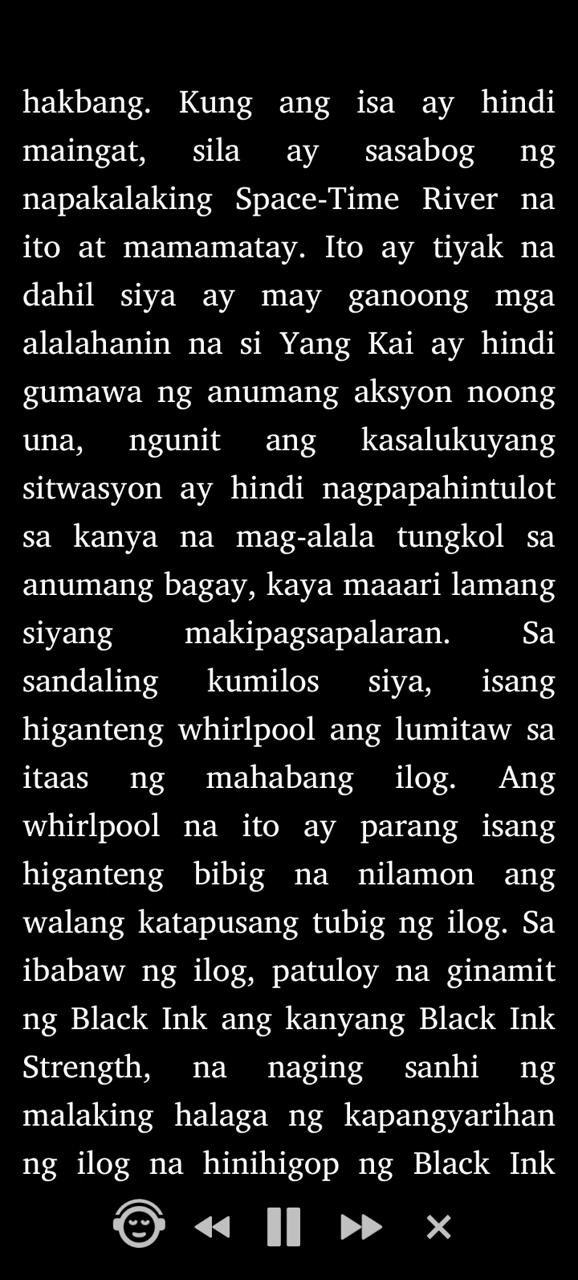 hakbang. Kung ang isa ay hindi
maingat, sila ay sasabog ng
napakalaking Space-Time River na
ito at mamamatay. Ito ay tiyak na
dahil siya ay may ganoong mga
alalahanin na si Yang Kai ay hindi
gumawa ng anumang aksyon noong
una, ngunit ang kasalukuyang
sitwasyon ay hindi nagpapahintulot
sa kanya na mag-alala tungkol sa
anumang bagay, kaya maaari lamang
siyang makipagsapalaran. Sa
sandaling kumilos siya, isang
higanteng whirlpool ang lumitaw sa
itaas ng mahabang ilog. Ang
whirlpool na ito ay parang isang
higanteng bibig na nilamon ang
walang katapusang tubig ng ilog. Sa
ibabaw ng ilog, patuloy na ginamit
ng Black Ink ang kanyang Black Ink
Strength, na naging sanhi ng
malaking halaga ng kapangyarihan
ng ilog na hinihigop ng Black Ink